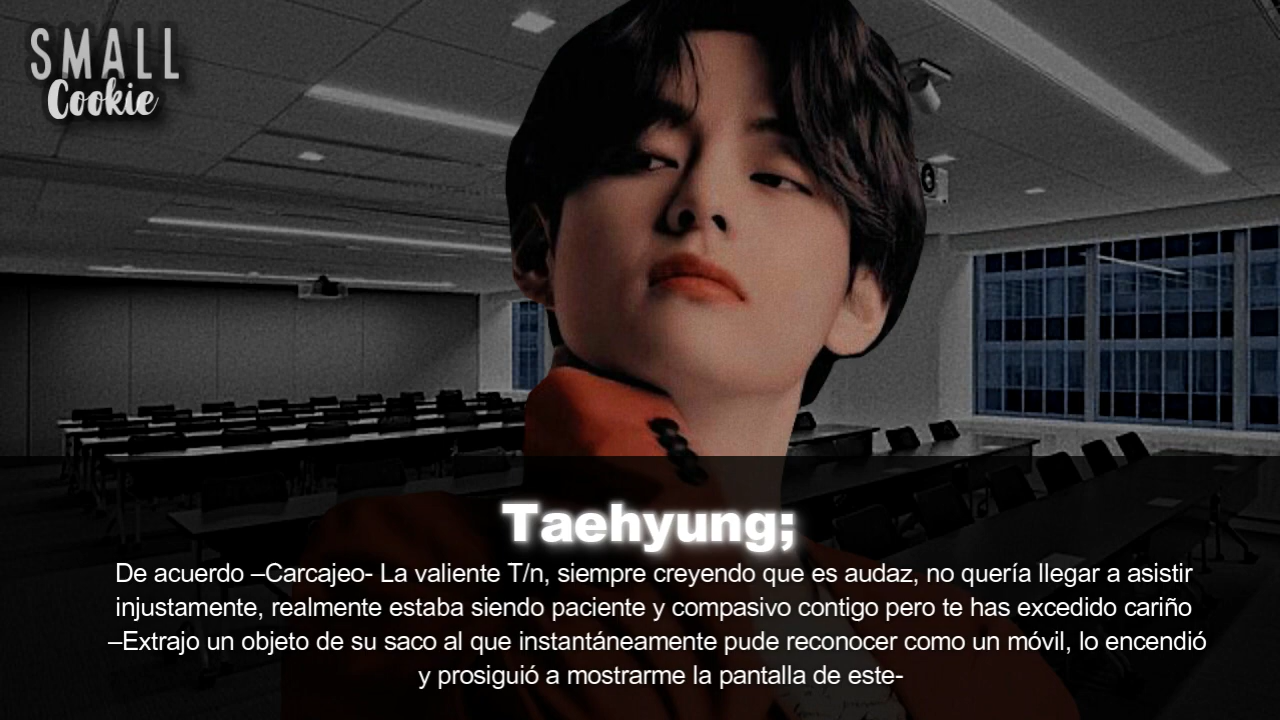 SMALL
Cookie
Taehyung;
De acuerdo –Carcajeo- La valiente T/n, siempre creyendo que es audaz, no quería llegar a asistir
injustamente, realmente estaba siendo paciente y compasivo contigo pero te has excedido cariño
–Extrajo un objeto de su saco al que instantáneamente pude reconocer como un móvil, lo encendió
y prosiguió a mostrarme la pantalla de este-